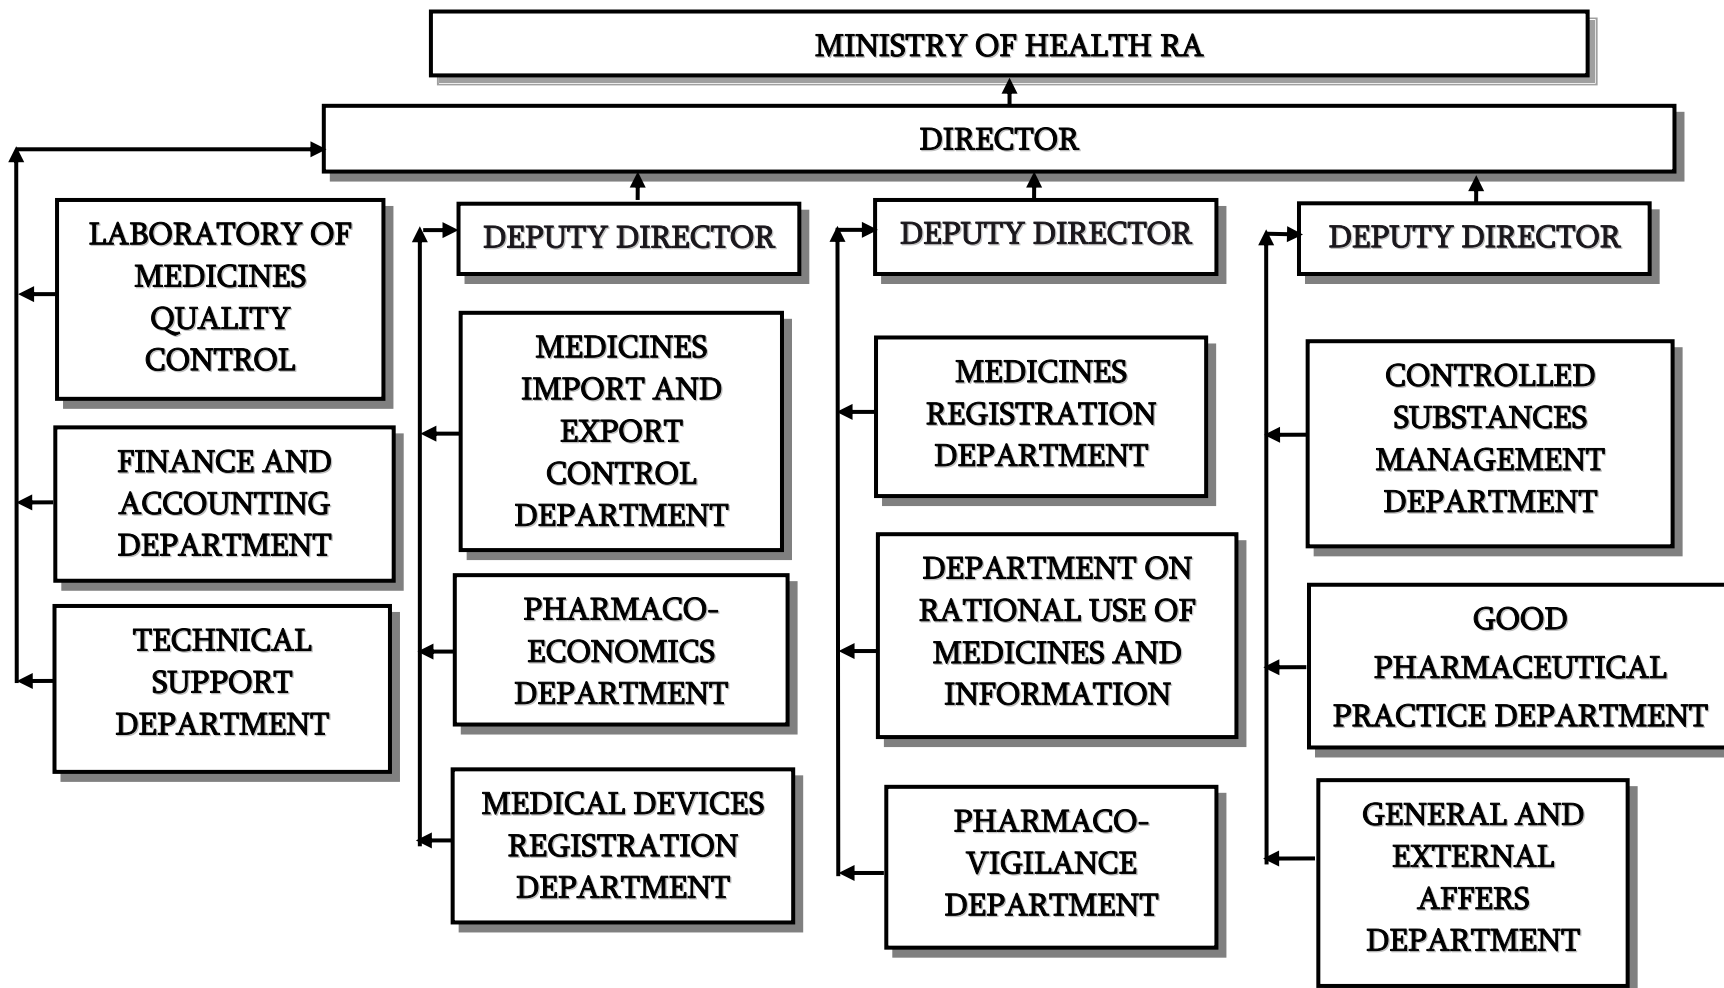 MINISTRY OF HEALTH RA
DIRECTOR
LABORATORY OF
MEDICINES
QUALITY
CONTROL
FINANCE AND
ACCOUNTING
DEPARTMENT
TECHNICAL
SUPPORT
DEPARTMENT
DEPUTY DIRECTOR
MEDICINES
IMPORT AND
EXPORT
CONTROL
DEPARTMENT
PHARMACO-
ECONOMICS
DEPARTMENT
MEDICAL DEVICES
REGISTRATION
DEPARTMENT
DEPUTY DIRECTOR
MEDICINES
REGISTRATION
DEPARTMENT
DEPARTMENT ON
RATIONAL USE OF
MEDICINES AND
INFORMATION
PHARMACO-
VIGILANCE
DEPARTMENT
DEPUTY DIRECTOR
CONTROLLED
SUBSTANCES
MANAGEMENT
DEPARTMENT
GOOD
PHARMACEUTICAL
PRACTICE DEPARTMENT
GENERAL AND
EXTERNAL
AFFERS
DEPARTMENT